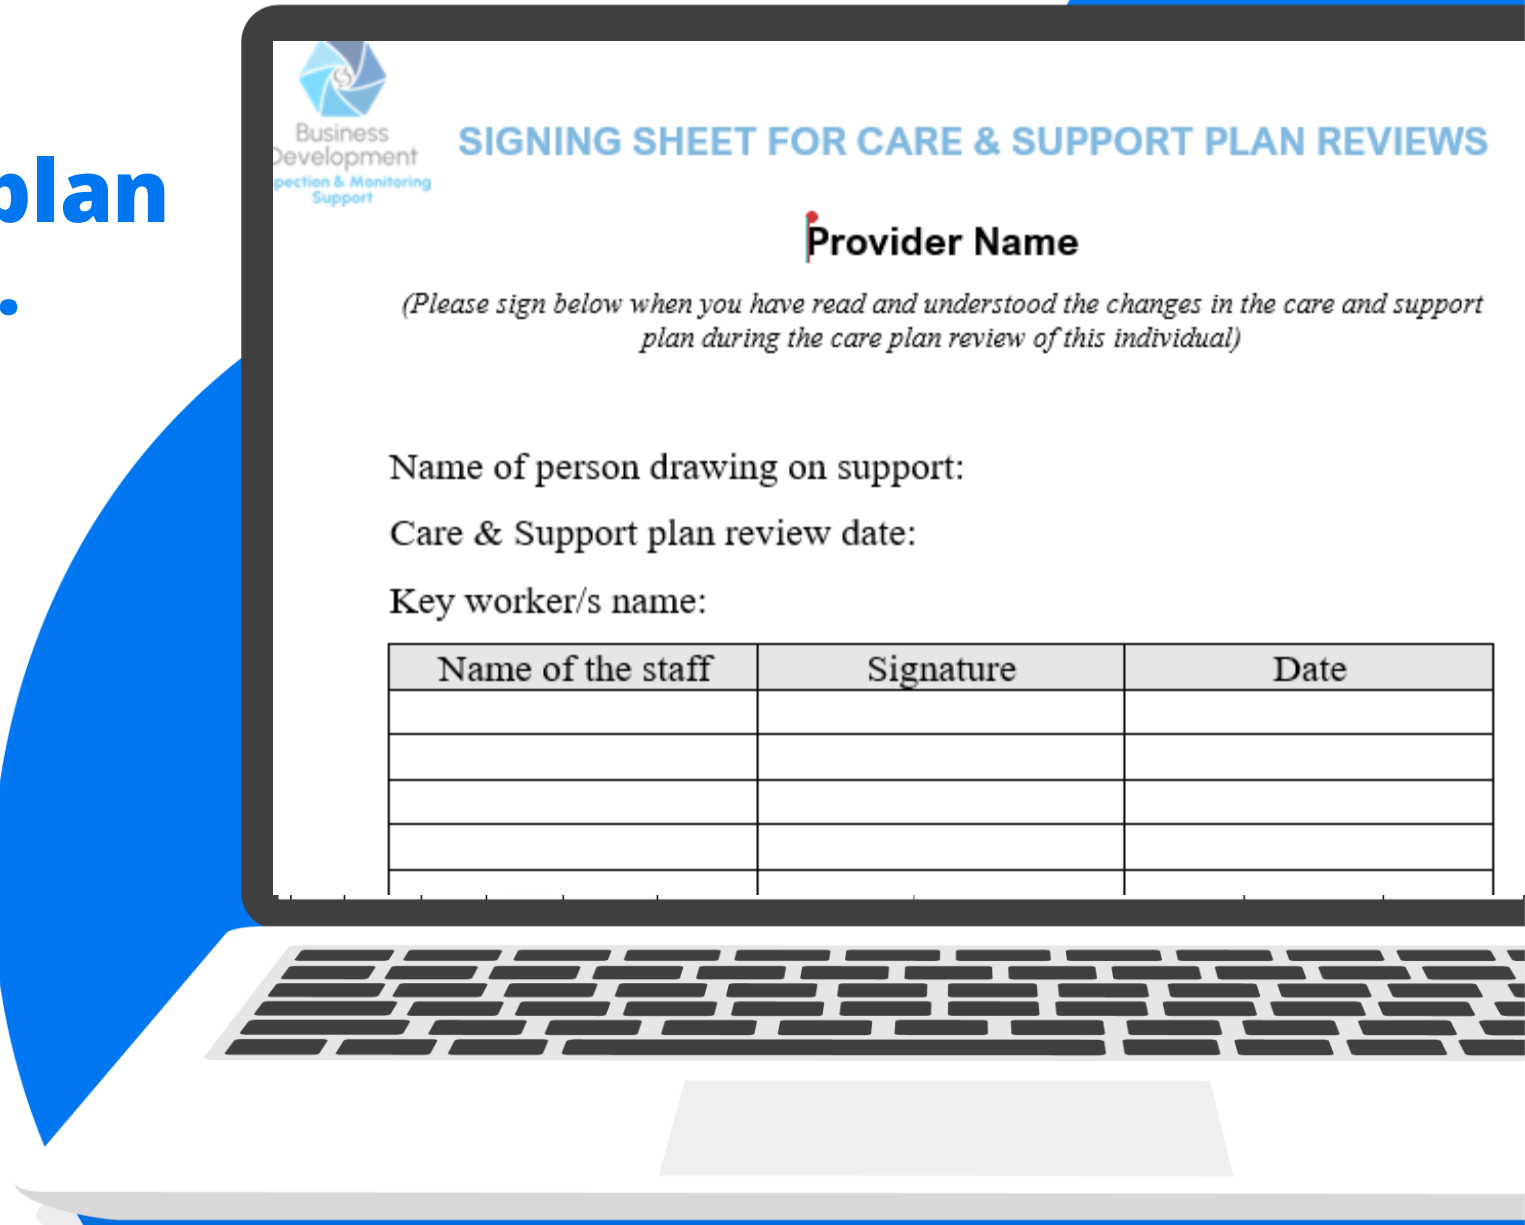 plan
.
Business
Development
pection & Monitoring
Support
SIGNING SHEET FOR CARE & SUPPORT PLAN REVIEWS
Provider Name
(Please sign below when you have read and understood the changes in the care and support
plan during the care plan review of this individual)
Name of person drawing on support:
Care & Support plan review date:
Key worker/s name:
Name of the staff Signature Date